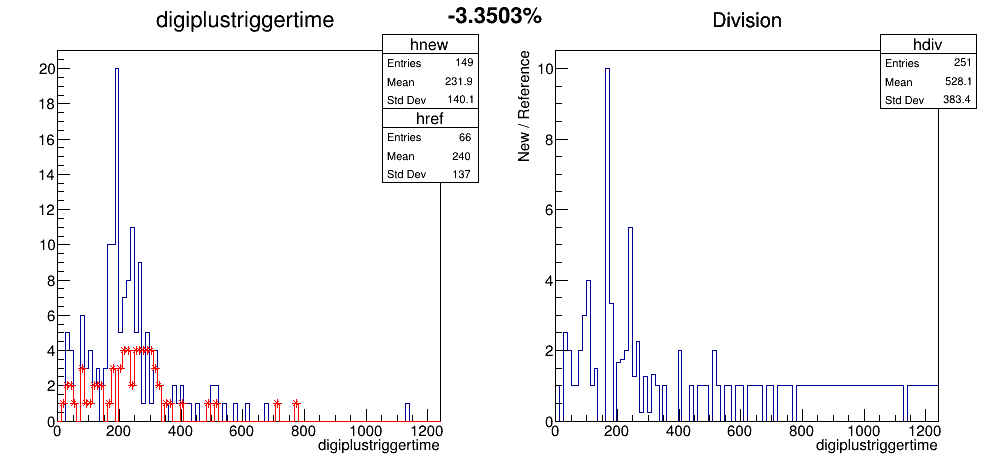 digiplustriggertime
-3.3503%
Division
hnew
Entries 149
Mean 231.9
Std Dev 140.1
href
Entries 66
Mean 240
Std Dev 137
20
18
16
14
12
10
8
6
4
2
0
0 200 400 600 800 1000 1200
digiplustriggertime
hdiv
Entries 251
Mean 528.1
Std Dev 383.4
New / Reference
10
8
6
4
2
0
0 200 400 600 800 1000 1200
digiplustriggertime